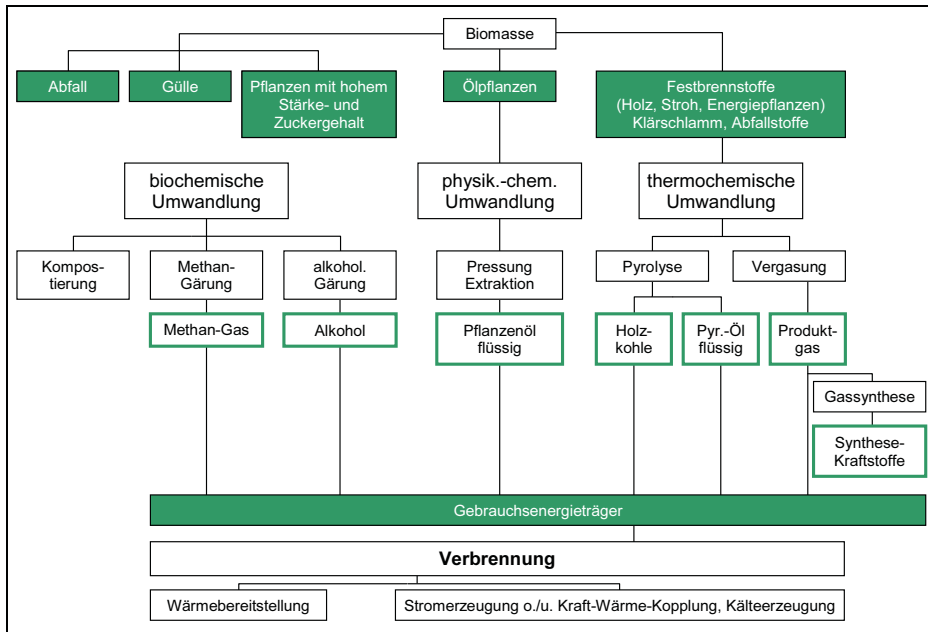 Biomasse
Abfall
Gülle
Pflanzen mit hohem
Stärke- und
Zuckergehalt
Ölpflanzen
Festbrennstoffe
(Holz, Stroh, Energiepflanzen)
Klärschlamm, Abfallstoffe
biochemische
Umwandlung
physik.-chem.
Umwandlung
thermochemische
Umwandlung
Kompos-
tierung
Methan-
Gärung
alkohol.
Gärung
Pressung
Extraktion
Pyrolyse
Vergasung
Methan-Gas
Alkohol
Pflanzenöl
flüssig
Holz-
kohle
Pyr.-Öl
flüssig
Produkt-
gas
Gassynthese
Synthese-
Kraftstoffe
Gebrauchsenergieträger
Verbrennung
Wärmebereitstellung
Stromerzeugung o./u. Kraft-Wärme-Kopplung, Kälteerzeugung